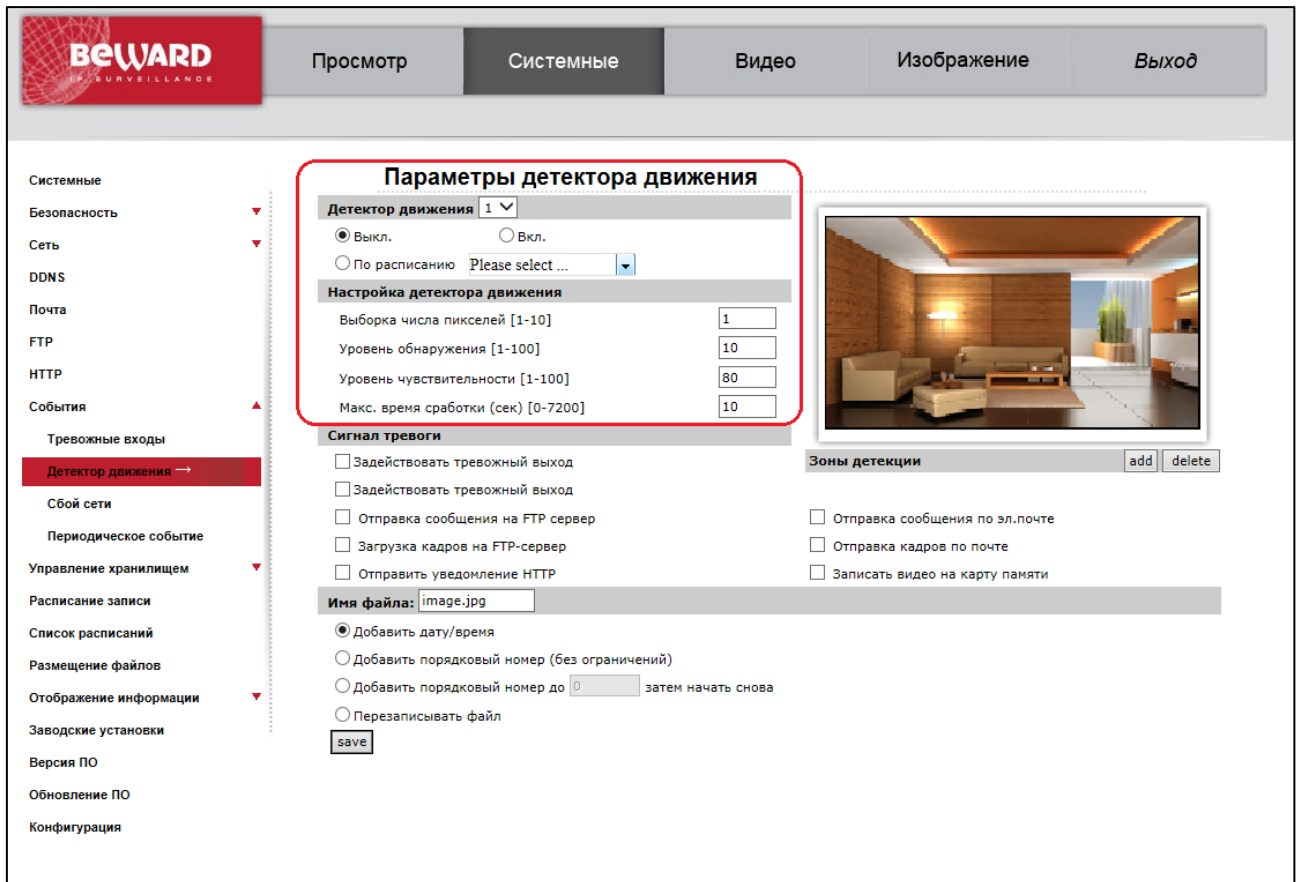 BEWARD
IP SURVEILLANCE
Просмотр
Системные
Видео
Изображение
Выход
Системные
Безопасность
Сеть
DDNS
Почта
FTP
HTTP
События
Тревожные входы
Детектор движения →
Сбой сети
Периодическое событие
Управление хранилищем
Расписание записи
Список расписаний
Размещение файлов
Отображение информации
Заводские установки
Версия ПО
Обновление ПО
Конфигурация
Параметры детектора движения
Детектор движения 1
Выкл. Вкл.
По расписанию Please select ...
Настройка детектора движения
Выборка числа пикселей [1-10] 1
Уровень обнаружения [1-100] 10
Уровень чувствительности [1-100] 80
Макс. время сработки (сек) [0-7200] 10
Сигнал тревоги
Задействовать тревожный выход
Зоны детекции add delete
Задействовать тревожный выход
Отправка сообщения на FTP сервер Отправка сообщения по эл.почте
Загрузка кадров на FTP-сервер Отправка кадров по почте
Отправить уведомление HTTP Записать видео на карту памяти
Имя файла: image.jpg
Добавить дату/время
Добавить порядковый номер (без ограничений)
Добавить порядковый номер до 0 затем начать снова
Перезаписывать файл
save